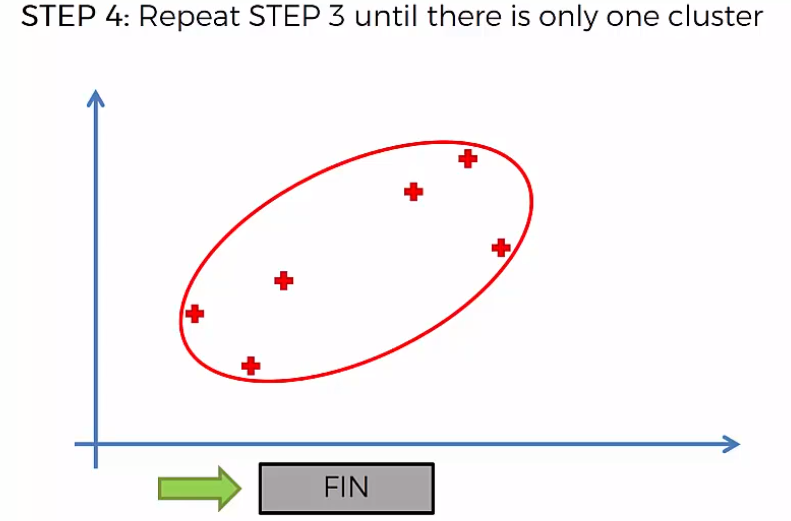 STEP 4: Repeat STEP 3 until there is only one cluster
FIN